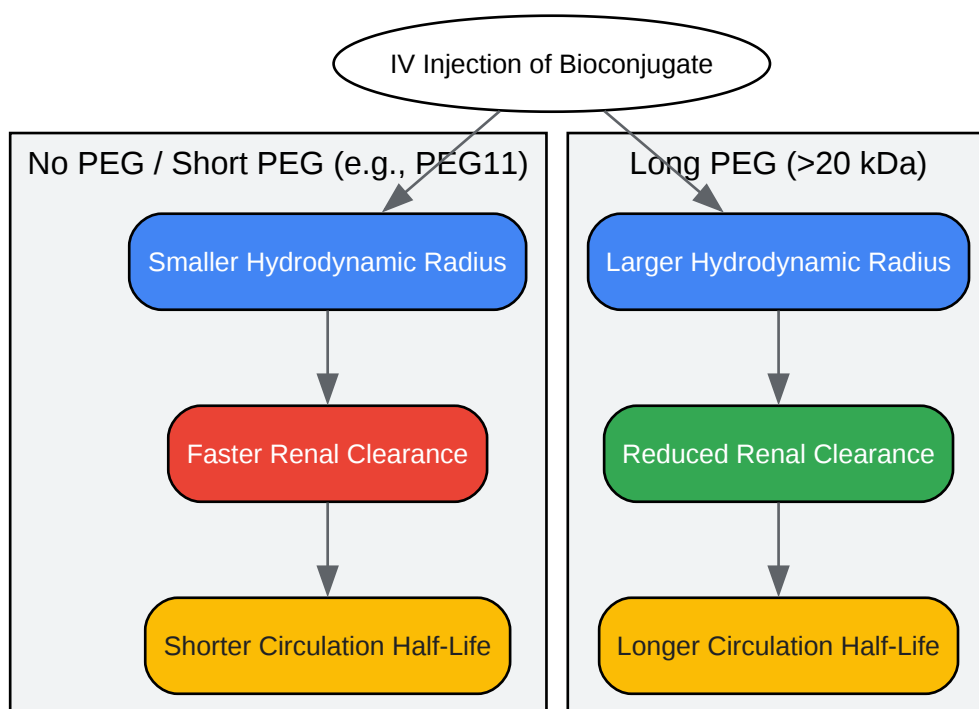 IV Injection of Bioconjugate
No PEG / Short PEG (e.g., PEG11)
Smaller Hydrodynamic Radius
Faster Renal Clearance
Shorter Circulation Half-Life
Long PEG (>20 kDa)
Larger Hydrodynamic Radius
Reduced Renal Clearance
Longer Circulation Half-Life